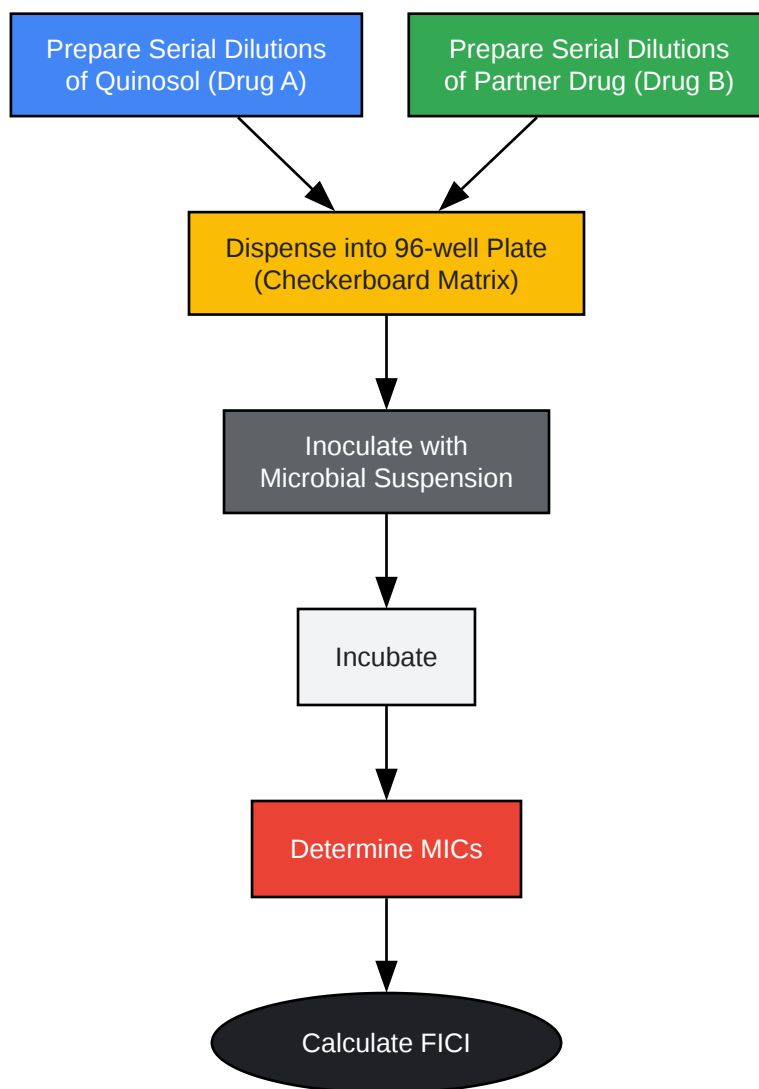 Prepare Serial Dilutions
of Quinosol (Drug A)
Prepare Serial Dilutions
of Partner Drug (Drug B)
Dispense into 96-well Plate
(Checkerboard Matrix)
Inoculate with
Microbial Suspension
Incubate
Determine MICs
Calculate FICI